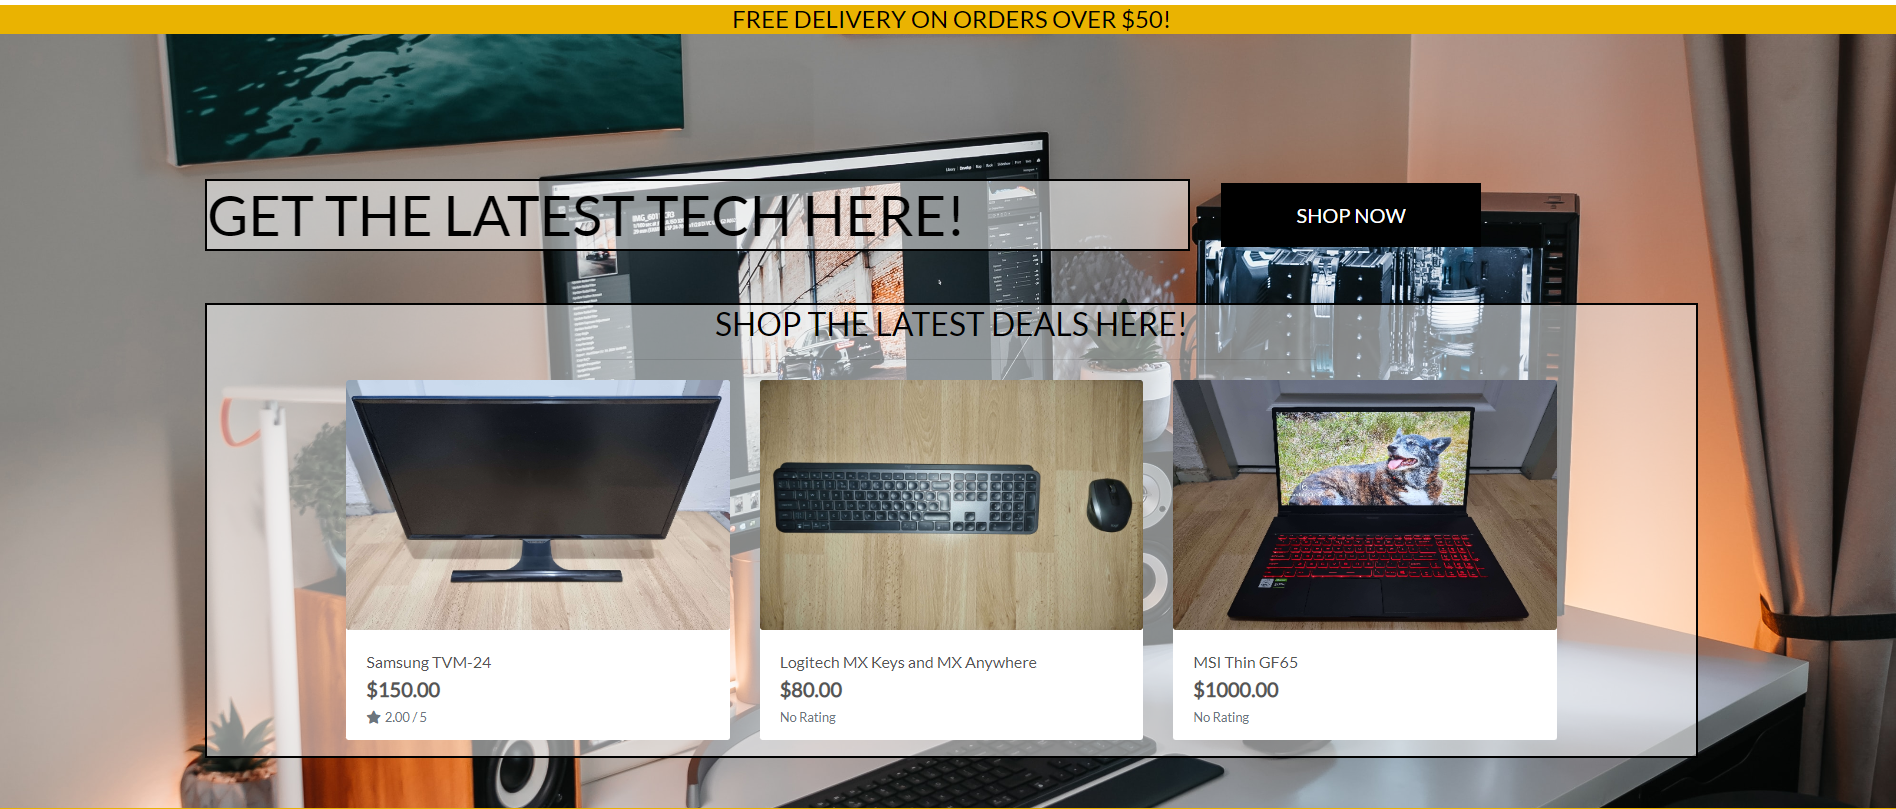 FREE DELIVERY ON ORDERS OVER $50!
GET THE LATEST TECH HERE!
SHOP NOW
SHOP THE LATEST DEALS HERE!
Samsung TVM-24
$150.00
2.00 / 5
Logitech MX Keys and MX Anywhere
$80.00
No Rating
MSI Thin GF65
$1000.00
No Rating